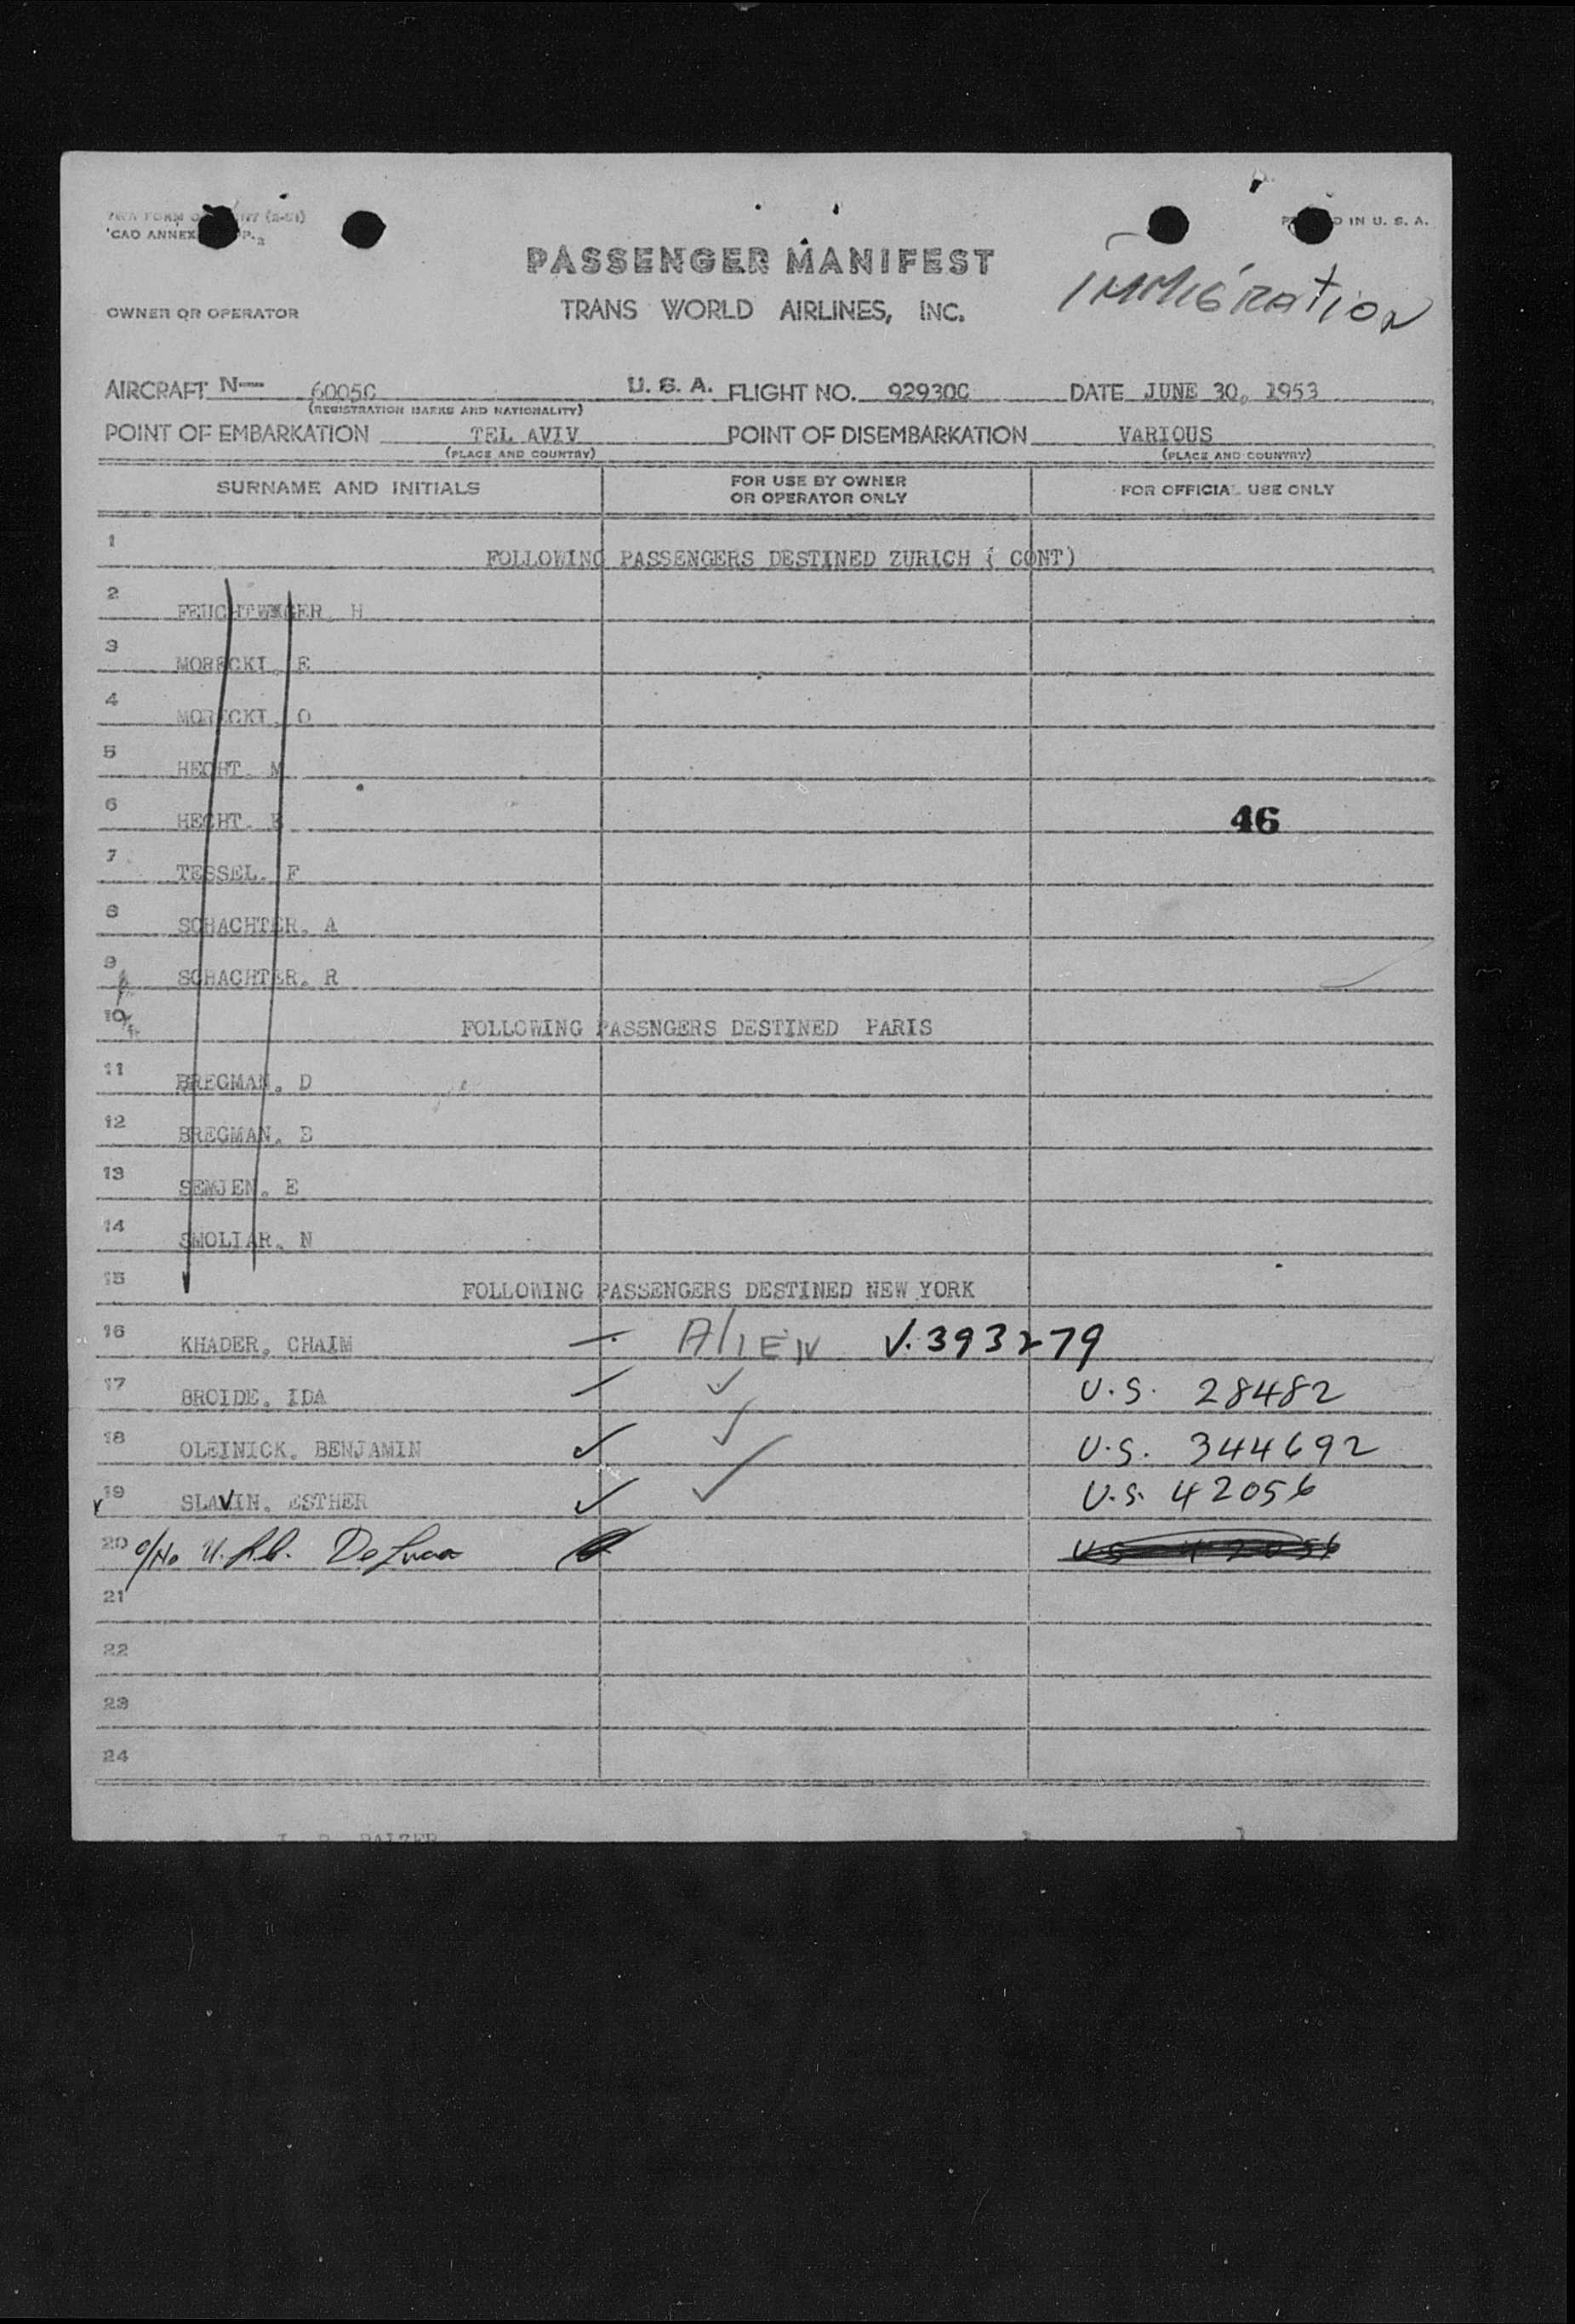 PASSENGER MANIFEST
IMMIGRATION
OWNER OR OPERATOR
TRANS WORLD AIRLINES, INC.
AIRCRAFT N— 6005C U. S. A. FLIGHT NO. 92930C DATE JUNE 30, 1953
(REGISTRATION MARKS AND NATIONALITY)
POINT OF EMBARKATION TEL AVIV POINT OF DISEMBARKATION VARIOUS
(PLACE AND COUNTRY) (PLACE AND COUNTRY)
SURNAME AND INITIALS FOR USE BY OWNER OR OPERATOR ONLY FOR OFFICIAL USE ONLY
1 FOLLOWING PASSENGERS DESTINED ZURICH ( CONT)
2 H
3 MORECKI, E
4 MORECKI, O
5 HECHT. M
6 HECHT. 46
7 TESSEL. F
8 SCHACHTER. A
9 SCHACHTER. R
10 FOLLOWING PASSNGERS DESTINED PARIS
11 BREGMAN. D
12 BREGMAN.
13 SEMJEN. E
14 SMOLIAR. N
15 FOLLOWING PASSENGERS DESTINED NEW YORK
16 KHADER, CHAIM — ALIEN V. 393279
17 BROIDE, IDA ✓ U.S. 28482
18 OLEINICK, BENJAMIN ✓ ✓ U.S. 344692
19 SLAVIN, ESTHER ✓ ✓ U.S. 42056
20 De Luca
21
22
23
24